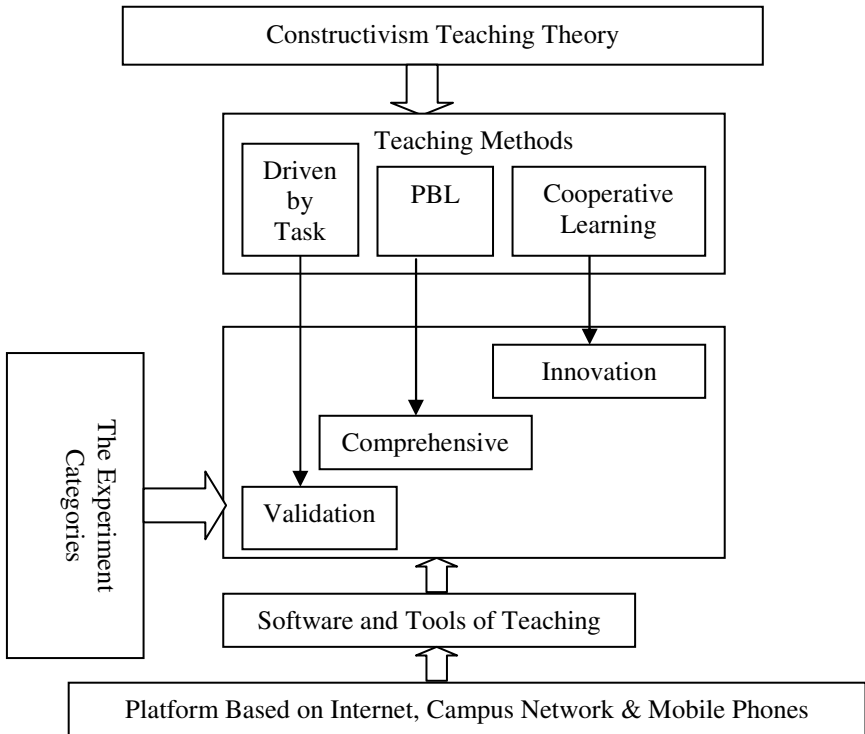 Constructivism Teaching Theory
Teaching Methods
Driven
by
Task
PBL
Cooperative
Learning
Innovation
Comprehensive
Validation
The Experiment
Categories
Software and Tools of Teaching
Platform Based on Internet, Campus Network & Mobile Phones